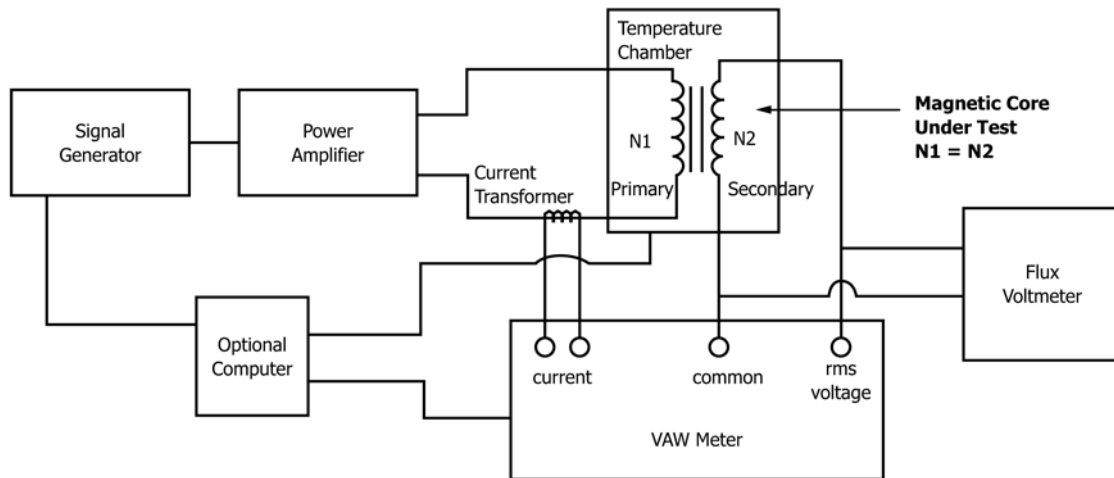 Temperature
Chamber
Signal
Generator
Power
Amplifier
N1
N2
Magnetic Core
Under Test
N1 = N2
Current
Transformer
Primary
Secondary
Flux
Voltmeter
Optional
Computer
current
common
rms
voltage
VAW Meter